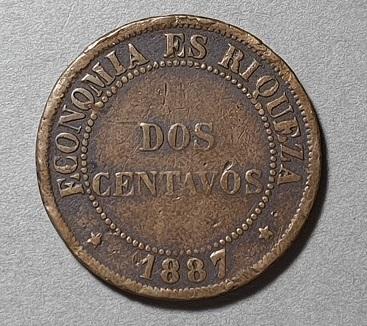 ECONOMIA ES RIQUEZA
DOS
CENTAVOS
1887